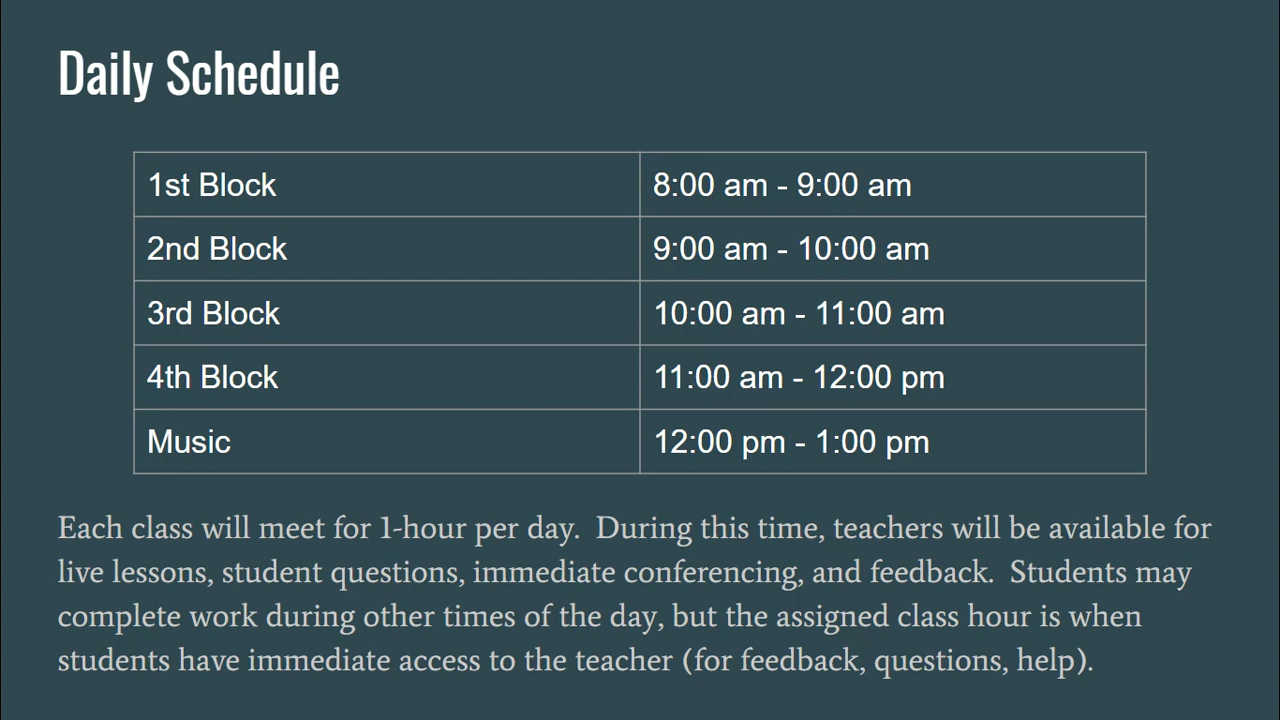 Daily Schedule
1st Block 8:00 am - 9:00 am
2nd Block 9:00 am - 10:00 am
3rd Block 10:00 am - 11:00 am
4th Block 11:00 am - 12:00 pm
Music 12:00 pm - 1:00 pm
Each class will meet for 1-hour per day.  During this time, teachers will be available for
live lessons, student questions, immediate conferencing, and feedback.  Students may
complete work during other times of the day, but the assigned class hour is when
students have immediate access to the teacher (for feedback, questions, help).